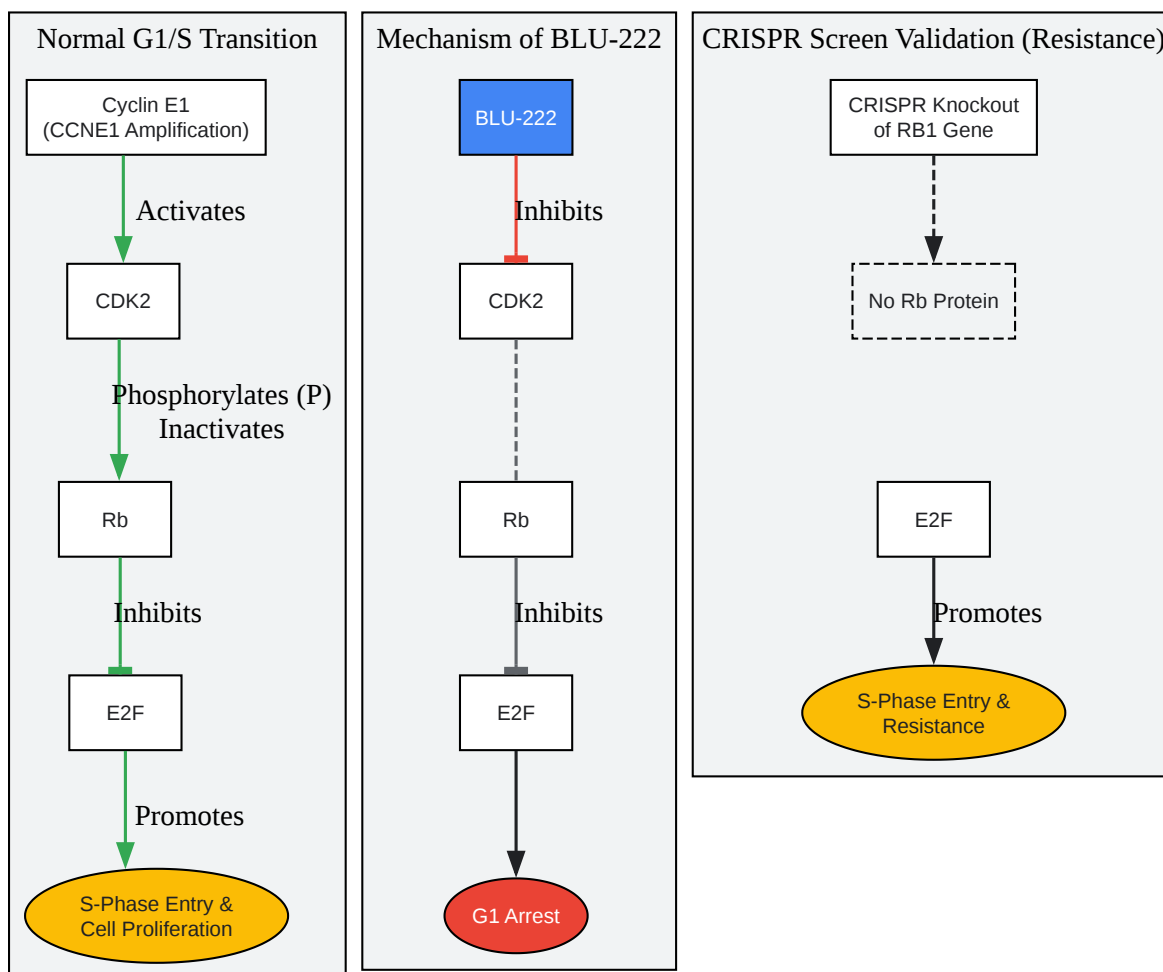 Normal G1/S Transition
Cyclin E1
(CCNE1 Amplification)
Activates
CDK2
Phosphorylates (P)
Inactivates
Rb
Inhibits
E2F
Promotes
S-Phase Entry &
Cell Proliferation
Mechanism of BLU-222
BLU-222
Inhibits
CDK2
Rb
Inhibits
E2F
G1 Arrest
CRISPR Screen Validation (Resistance)
CRISPR Knockout
of RB1 Gene
No Rb Protein
E2F
Promotes
S-Phase Entry &
Resistance